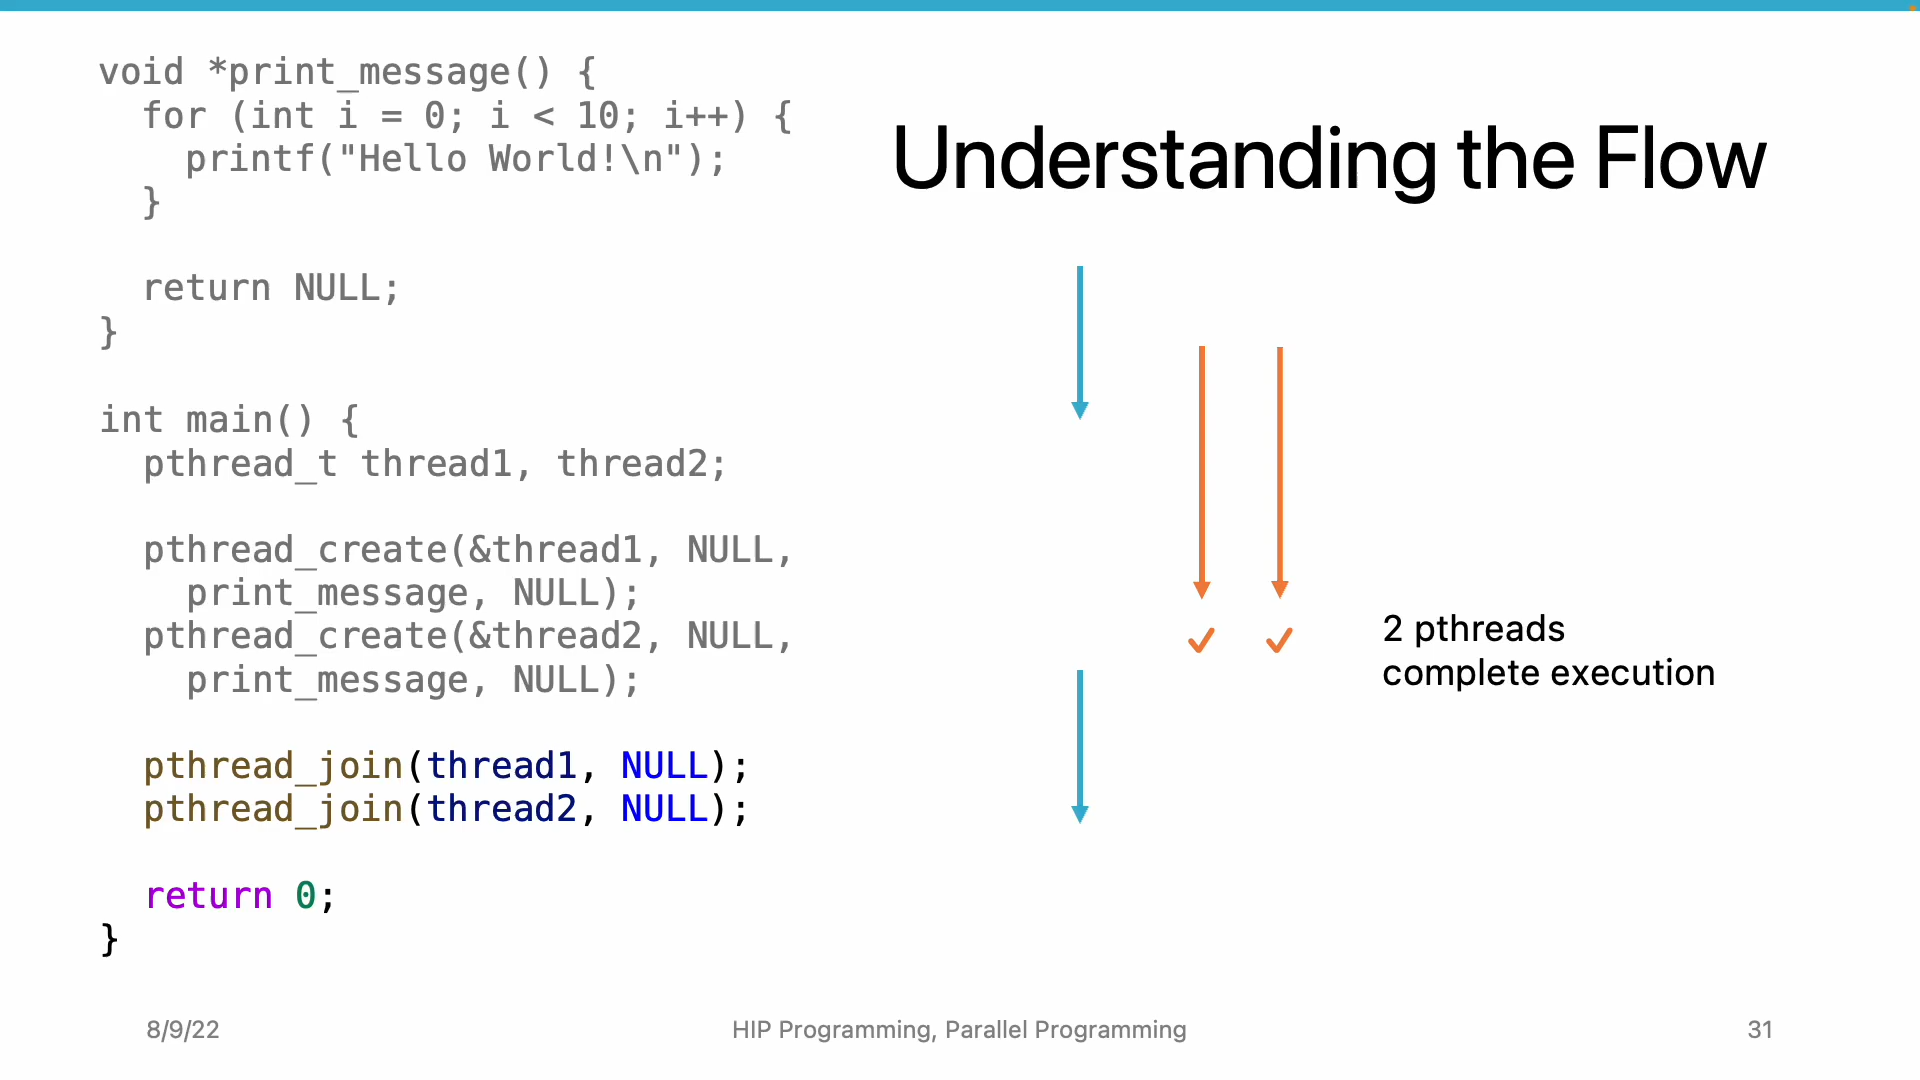 void *print_message() {
  for (int i = 0; i < 10; i++) {
    printf("Hello World!\n");
  }

  return NULL;
}

int main() {
  pthread_t thread1, thread2;

  pthread_create(&thread1, NULL,
    print_message, NULL);
  pthread_create(&thread2, NULL,
    print_message, NULL);

  pthread_join(thread1, NULL);
  pthread_join(thread2, NULL);

  return 0;
}
Understanding the Flow
2 pthreads
complete execution
8/9/22
HIP Programming, Parallel Programming
31